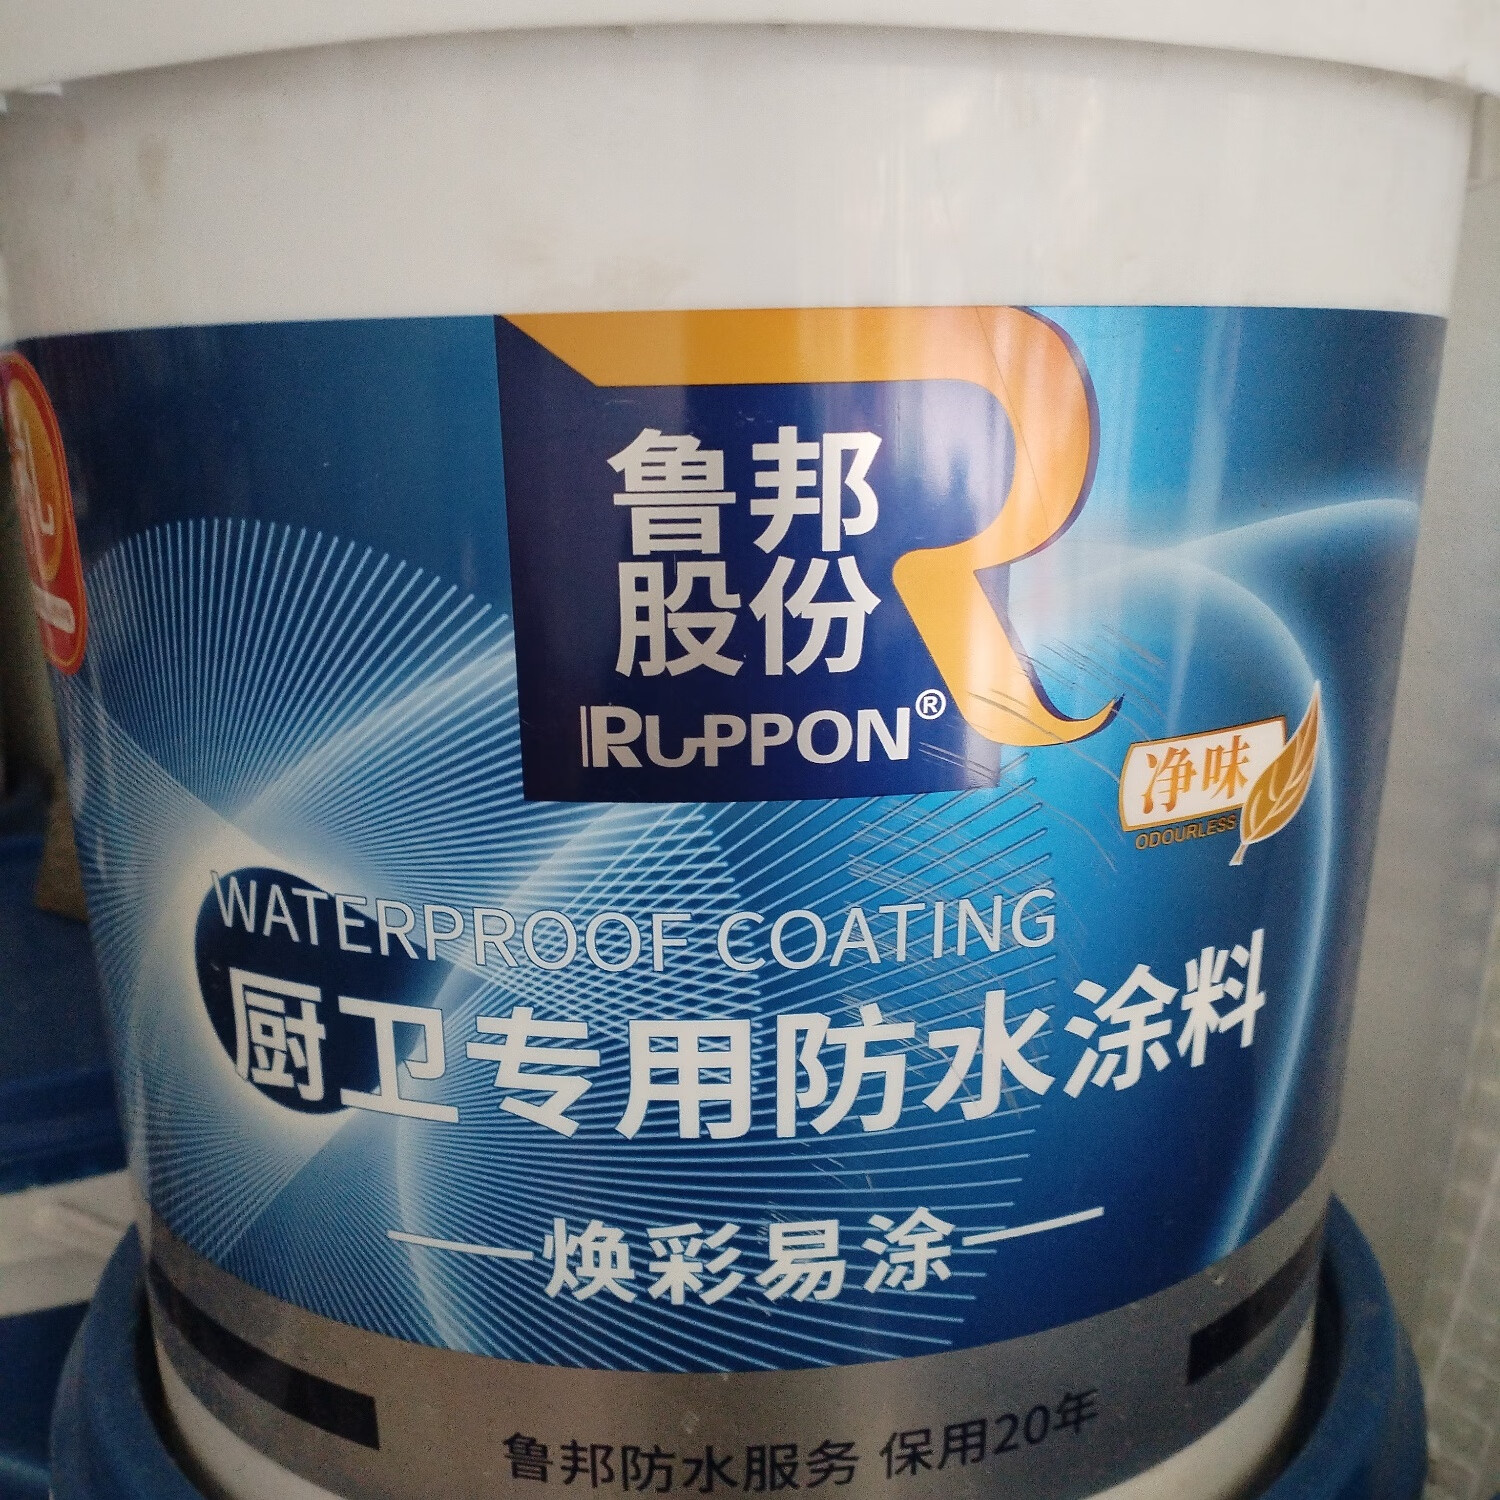 鲁邦
股份
RUPPON®
净味
ODOURLESS
WATERPROOF COATING
厨卫专用防水涂料
焕彩易涂
鲁邦防水服务 保用20年